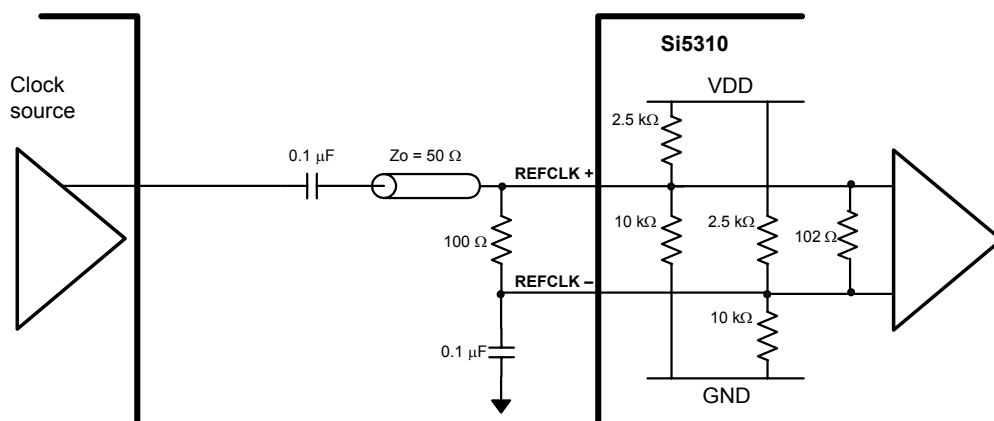 Si5310
Clock
source
VDD
2.5 kΩ
0.1 μF
Zo = 50 Ω
REFCLK +
100 Ω
10 kΩ
2.5 kΩ
102 Ω
REFCLK –
10 kΩ
0.1 μF
GND